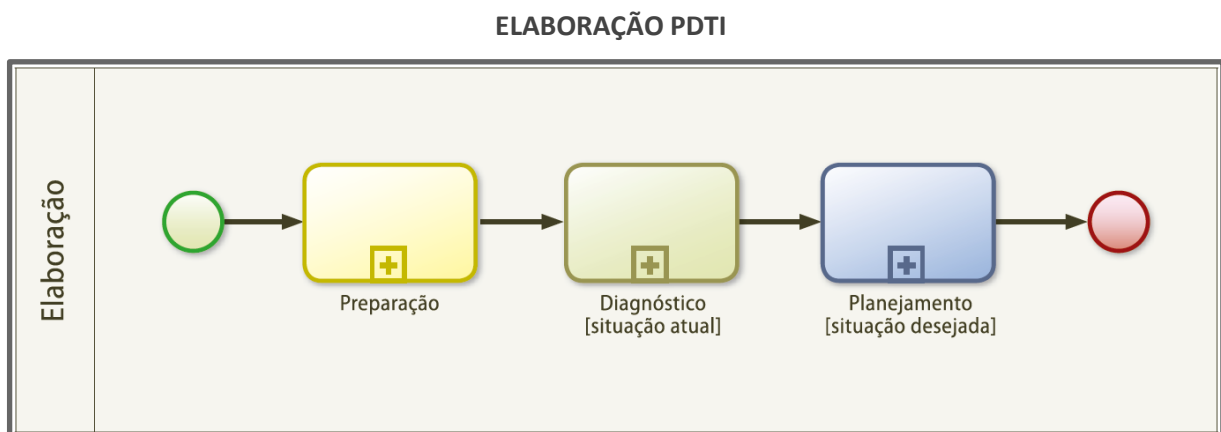 ELABORAÇÃO PDTI
Elaboração
Preparação
Diagnóstico
[situação atual]
Planejamento
[situação desejada]